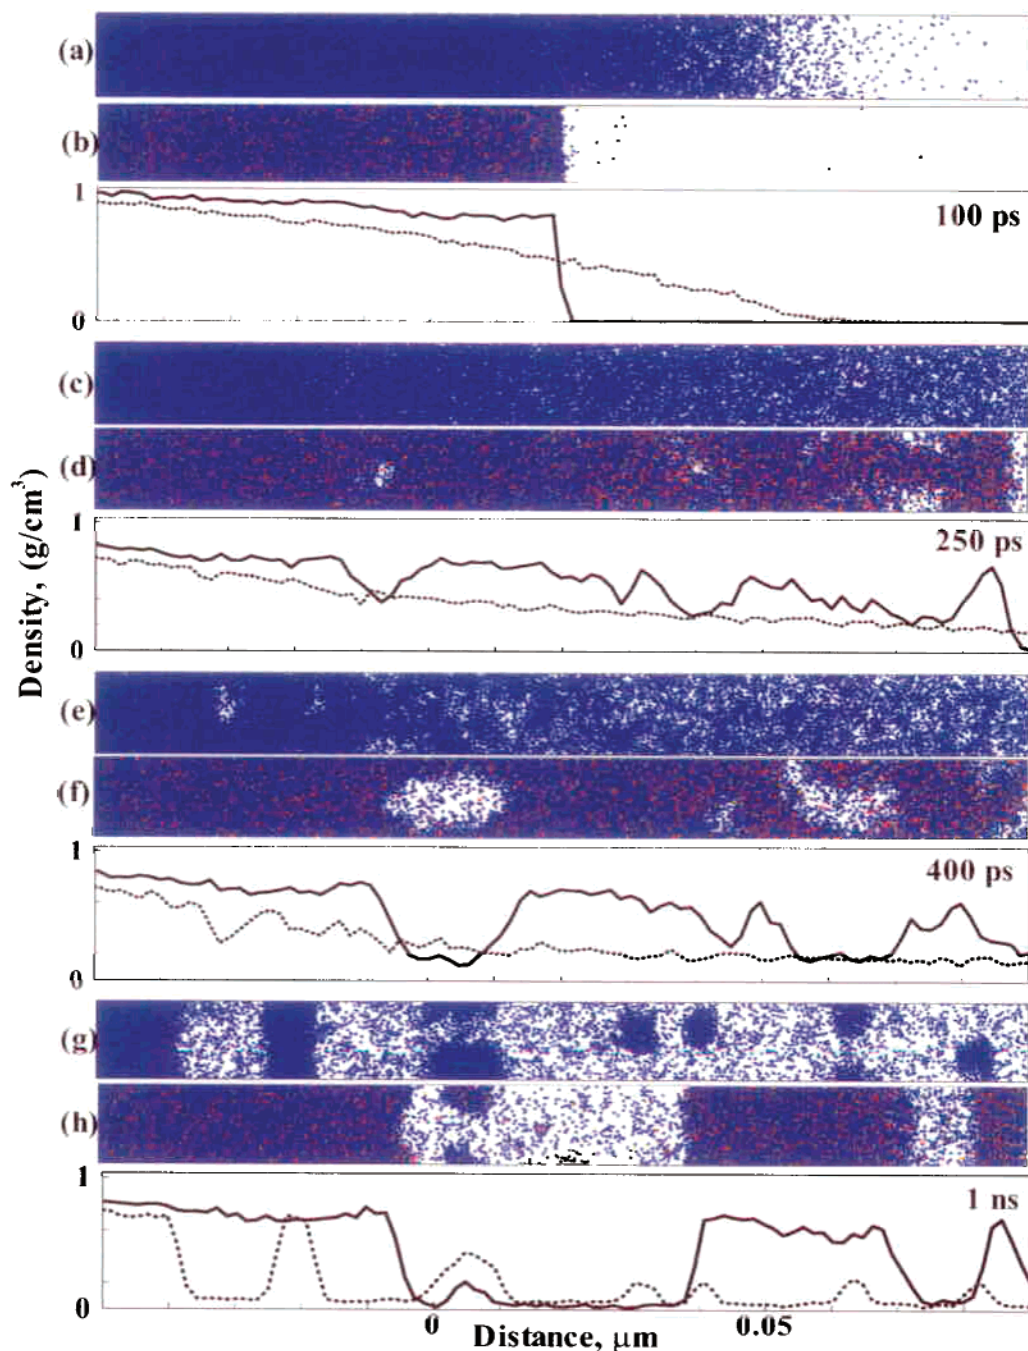 (a)
(b)
1
100 ps
0
(c)
(d)
1
250 ps
0
Density, (g/cm³)
(e)
(f)
1
400 ps
0
(g)
(h)
1
1 ns
0
0
0.05
Distance, μm